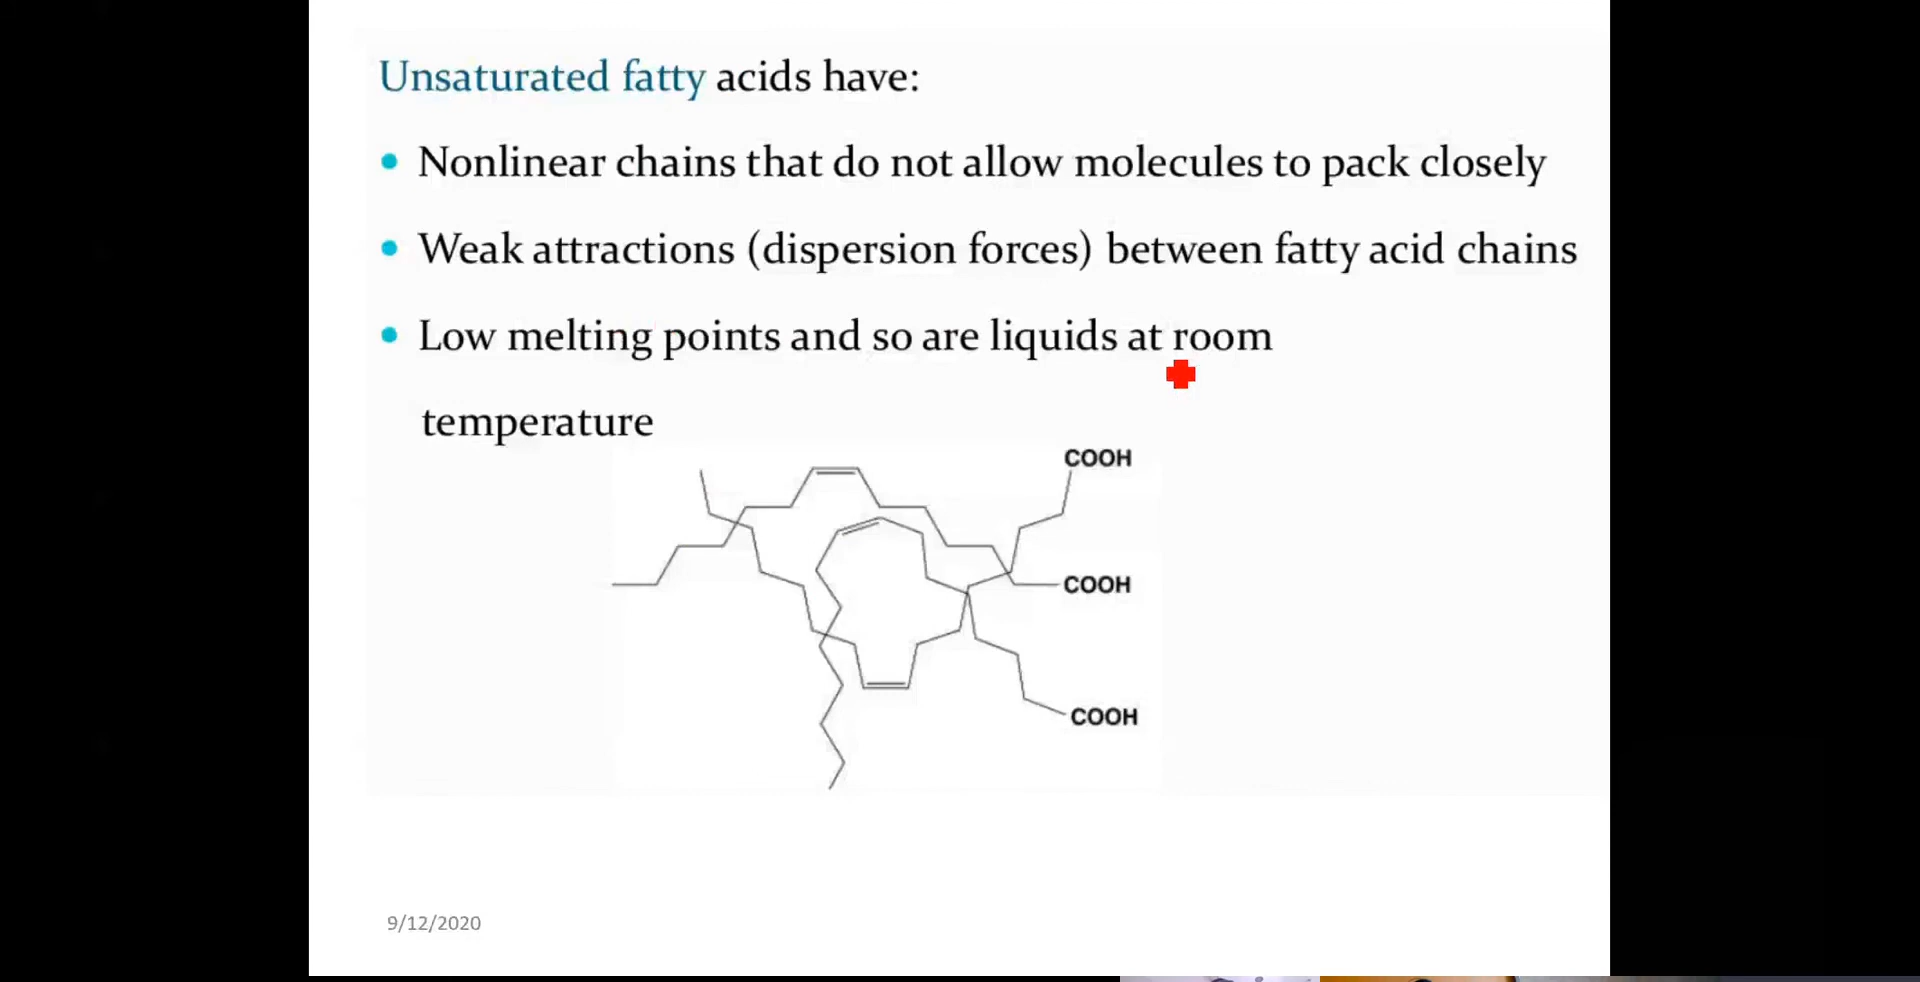 Unsaturated fatty acids have:
• Nonlinear chains that do not allow molecules to pack closely
• Weak attractions (dispersion forces) between fatty acid chains
• Low melting points and so are liquids at room
temperature
COOH
COOH
COOH
9/12/2020